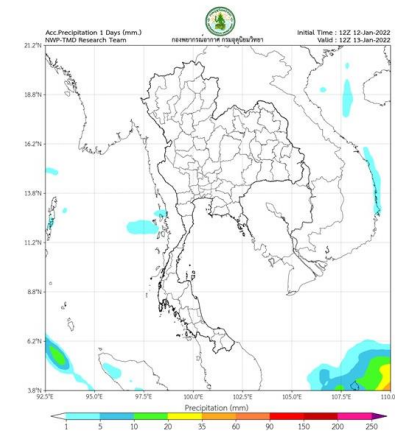 Acc.Precipitation 1 Days (mm.)
NWP-TMD Research Team
กองพยากรณ์อากาศ กรมอุตุนิยมวิทยา
Initial Time : 12Z 12-Jan-2022
Valid : 12Z 13-Jan-2022
21.2°N
18.8°N
16.2°N
13.8°N
11.2°N
8.8°N
6.2°N
3.8°N
92.5°E 95.0°E 97.5°E 100.0°E 102.5°E 105.0°E 107.5°E 110.0
Precipitation (mm)
1 5 10 20 35 60 90 150 200 250